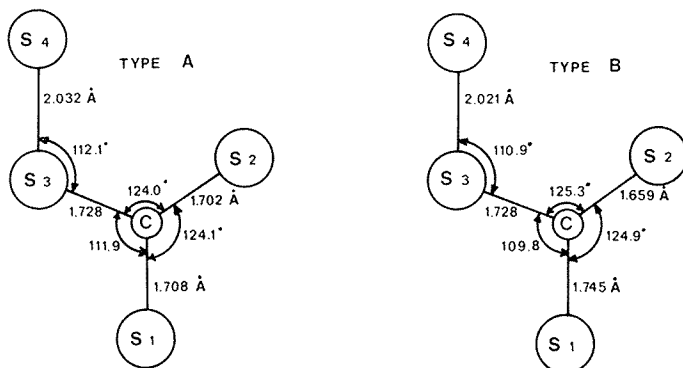 S 4
TYPE A
2.032 Å
112.1°
S 3
124.0°
S 2
1.728
C
1.702 Å
111.9
124.1°
1.708 Å
S 1
S 4
TYPE B
2.021 Å
110.9°
S 3
125.3°
S 2
1.728
C
1.659 Å
109.8
124.9°
1.745 Å
S 1